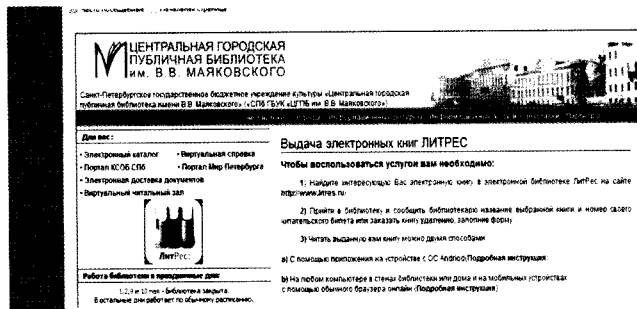 ЦЕНТРАЛЬНАЯ ГОРОДСКАЯ
ПУБЛИЧНАЯ БИБЛИОТЕКА
ИМ. В.В. МАЯКОВСКОГО
Санкт-Петербургское государственное бюджетное учреждение культуры «Центральная городская
публичная библиотека имени В.В. Маяковского» («СПб ГБУК «ЦГПБ им. В.В. Маяковского»)
Для вас:
• Электронный каталог • Виртуальная справка
• Портал КСОБ СПб • Портал Мир Петербурга
• Электронная доставка документов
• Виртуальный читальный зал
ЛитРес:
Работа библиотеки в праздничные дни:
1,2,9 и 10 мая - библиотека закрыта.
В остальные дни работает по обычному расписанию.
Выдача электронных книг ЛИТРЕС
Чтобы воспользоваться услугой вам необходимо:
1) Найдите интересующую Вас электронную книгу в электронной библиотеке ЛитРес на сайте
http://www.litres.ru/
2) Прийти в библиотеку и сообщить библиотекарю название выбранной книги и номер своего
читательского билета или заказать книгу удаленно, заполнив форму
3) Читать выданную вам книгу можно двумя способами
a) С помощью приложения на устройстве с ОС Andrioo(Подробная инструкция)
b) На любом компьютере в стенах библиотеки или дома и на мобильных устройствах
с помощью обычного браузера онлайн (Подробная инструкция)